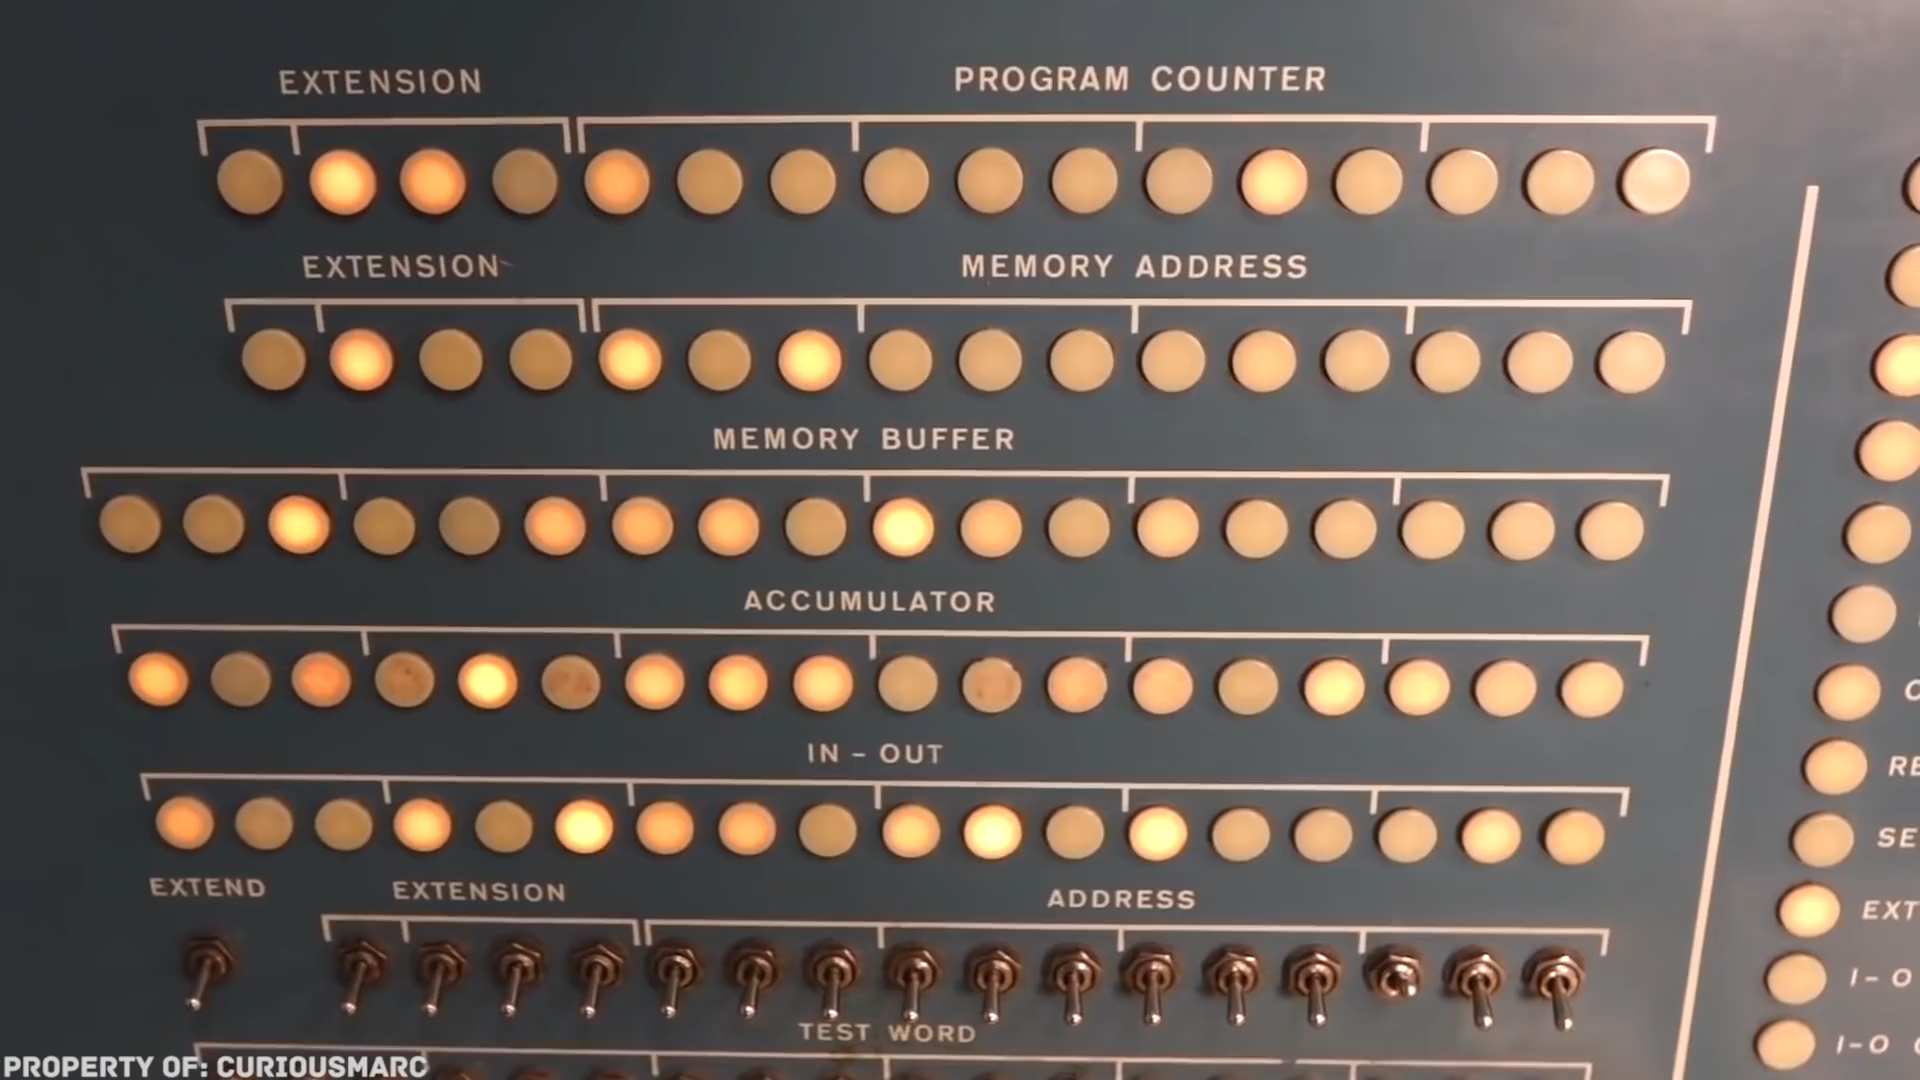 EXTENSION PROGRAM COUNTER
EXTENSION MEMORY ADDRESS
MEMORY BUFFER
ACCUMULATOR
IN - OUT
EXTEND EXTENSION ADDRESS
TEST WORD
EXT
I-O
I-O
PROPERTY OF: CURIOUSMARC